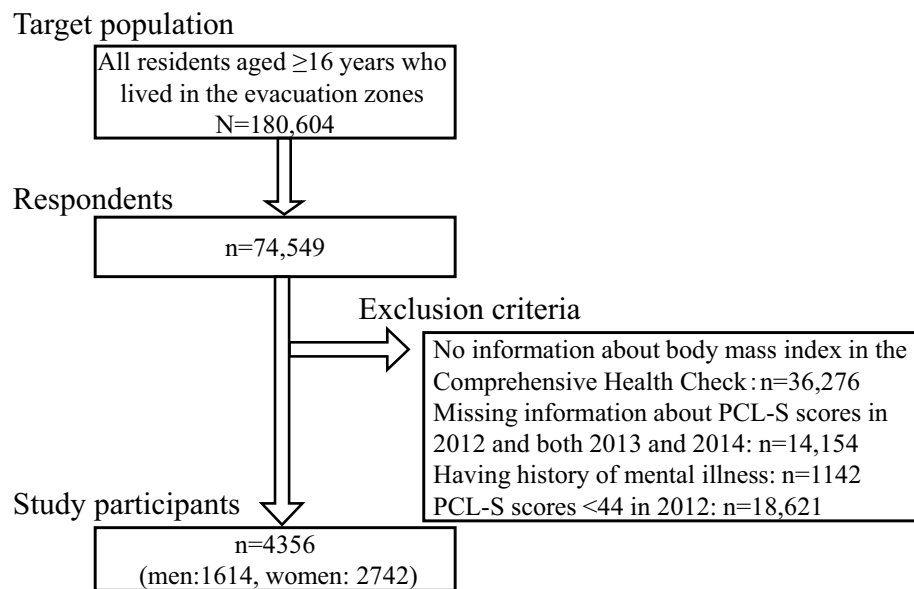 Target population
All residents aged ≥16 years who
lived in the evacuation zones
N=180,604
Respondents
n=74,549
Exclusion criteria
No information about body mass index in the
Comprehensive Health Check : n=36,276
Missing information about PCL-S scores in
2012 and both 2013 and 2014: n=14,154
Having history of mental illness: n=1142
PCL-S scores <44 in 2012: n=18,621
Study participants
n=4356
(men:1614, women: 2742)